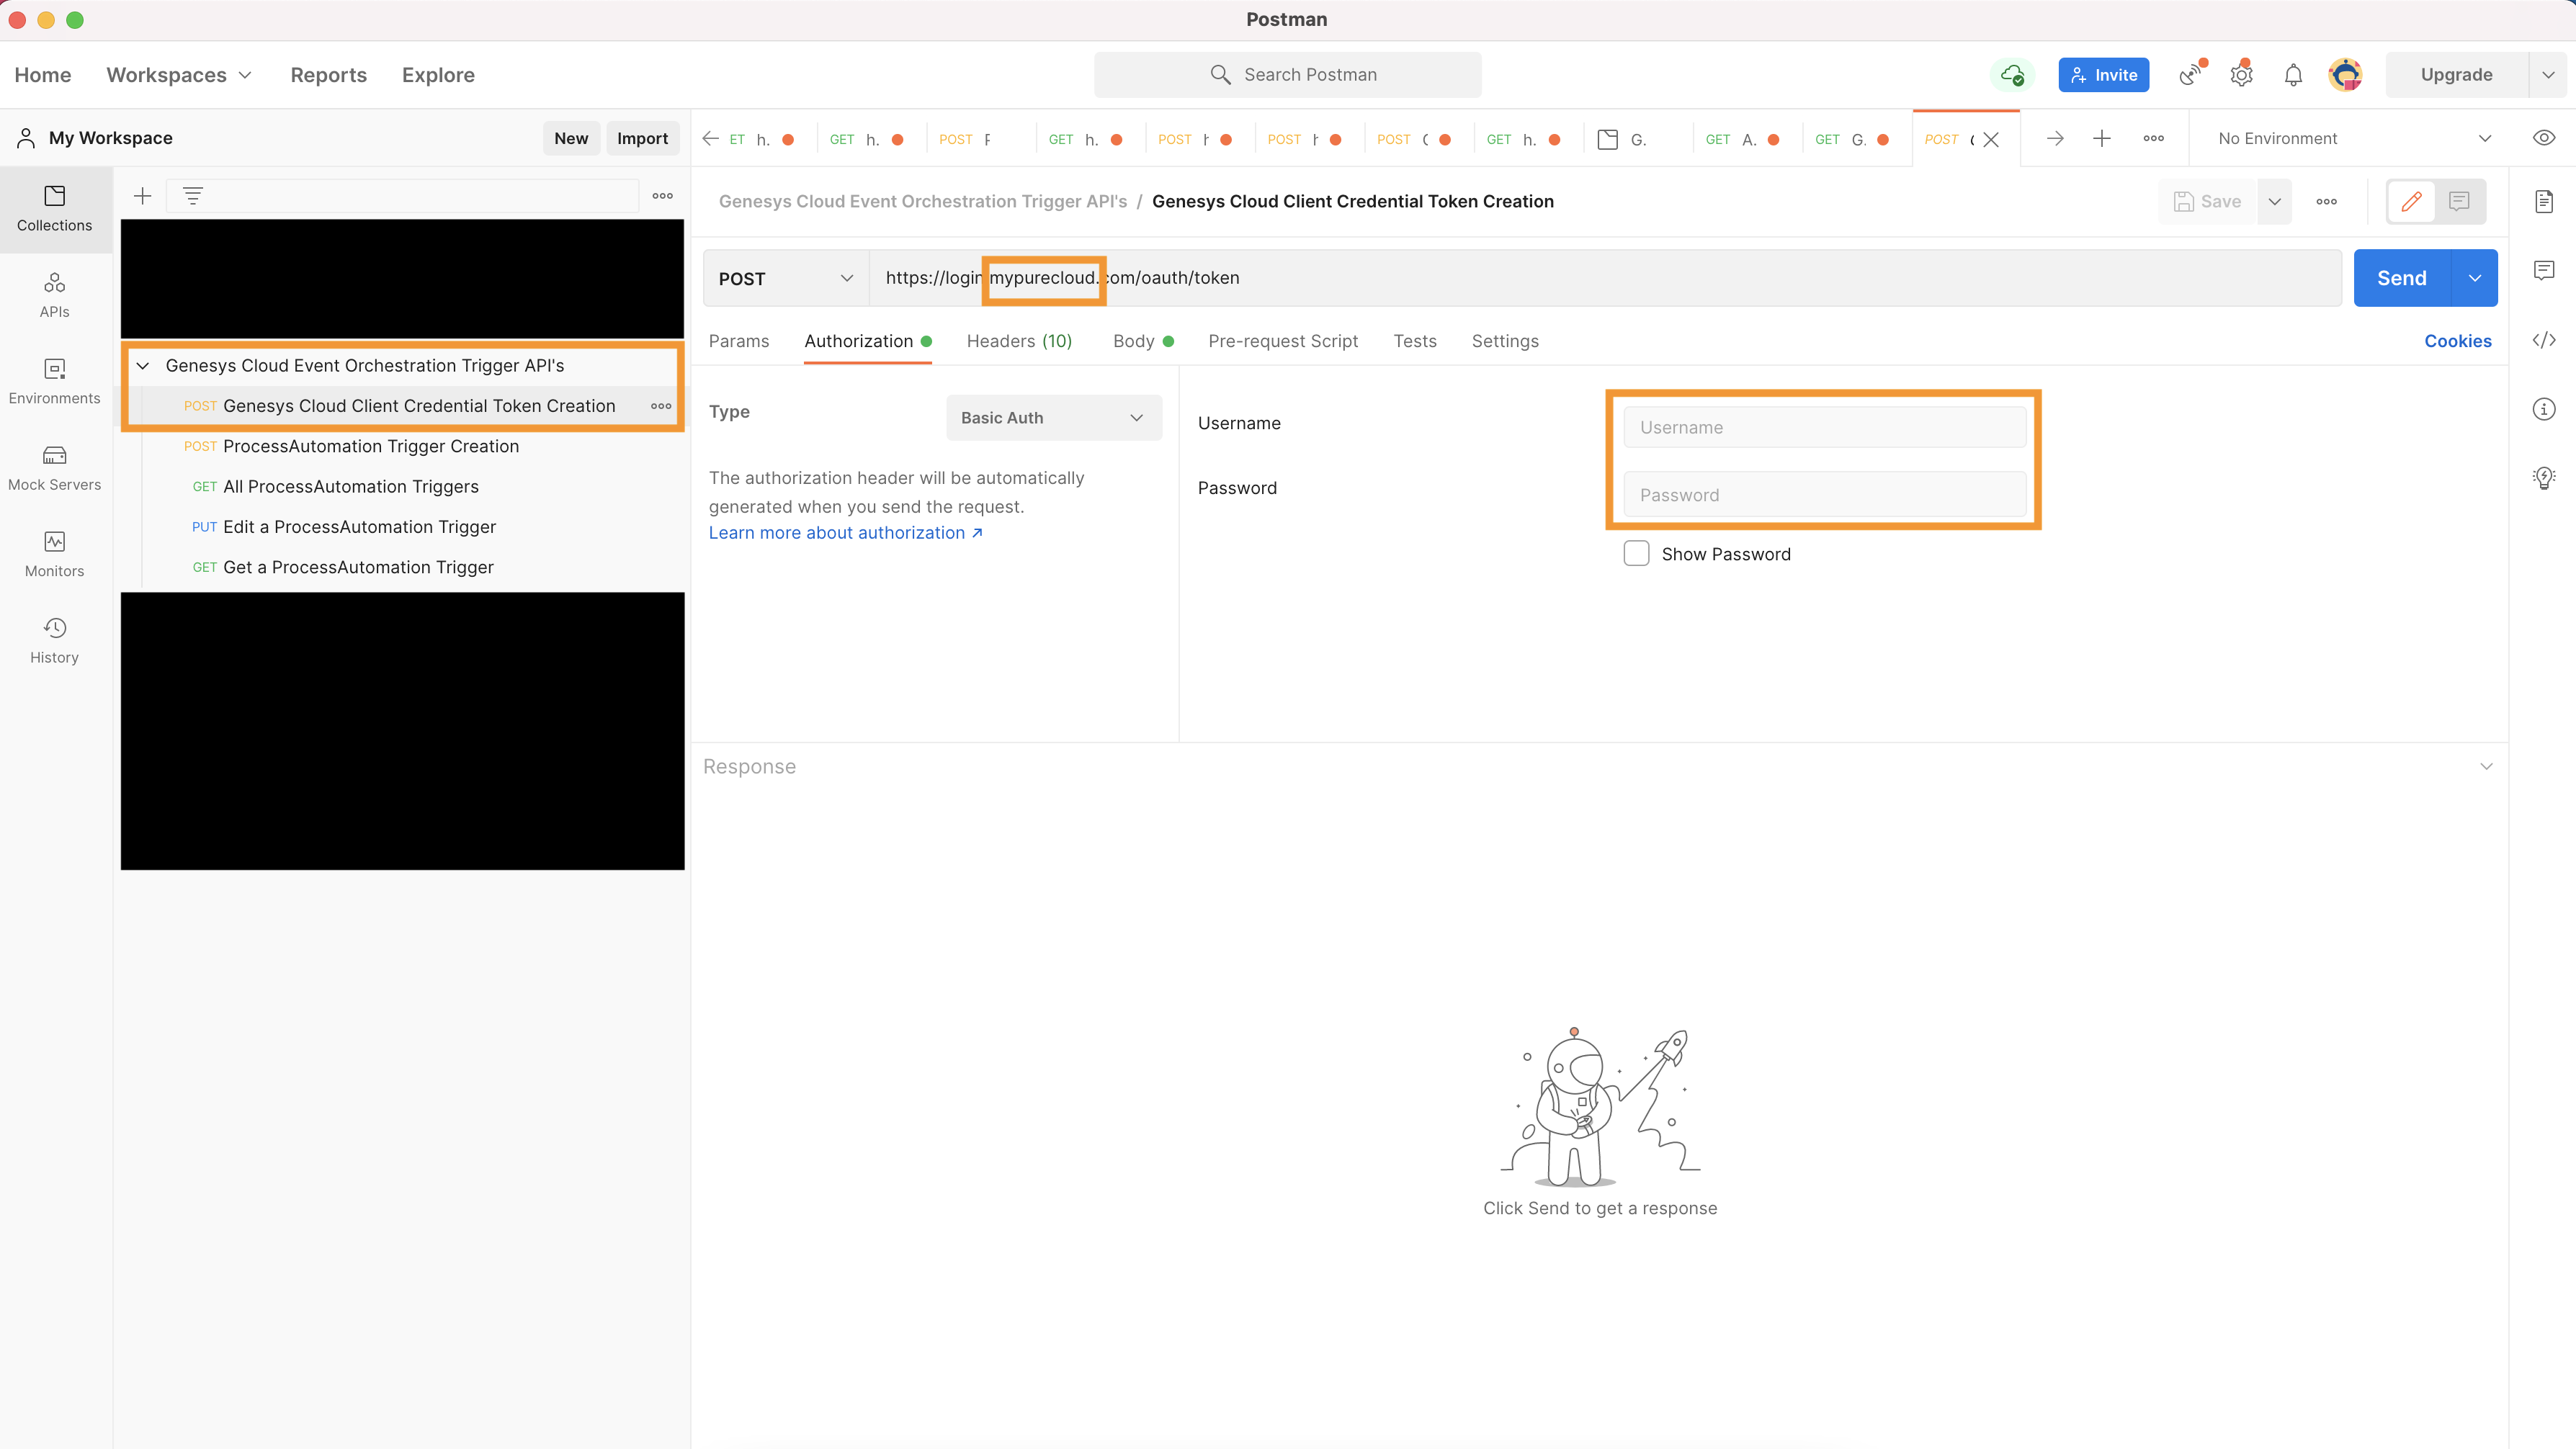 Postman
Home Workspaces Reports Explore Search Postman Invite Upgrade
My Workspace New Import
ET h. GET h. POST GET h. POST POST POST GET h. G. GET A. GET G. POST No Environment
Collections
APIs
Environments
Mock Servers
Monitors
History
Genesys Cloud Event Orchestration Trigger API's
POST Genesys Cloud Client Credential Token Creation
POST ProcessAutomation Trigger Creation
GET All ProcessAutomation Triggers
PUT Edit a ProcessAutomation Trigger
GET Get a ProcessAutomation Trigger
Genesys Cloud Event Orchestration Trigger API's / Genesys Cloud Client Credential Token Creation Save
POST https://login.mypurecloud.com/oauth/token Send
Params Authorization Headers (10) Body Pre-request Script Tests Settings Cookies
Type Basic Auth
The authorization header will be automatically
generated when you send the request.
Learn more about authorization ↗
Username Username
Password Password
Show Password
Response
Click Send to get a response